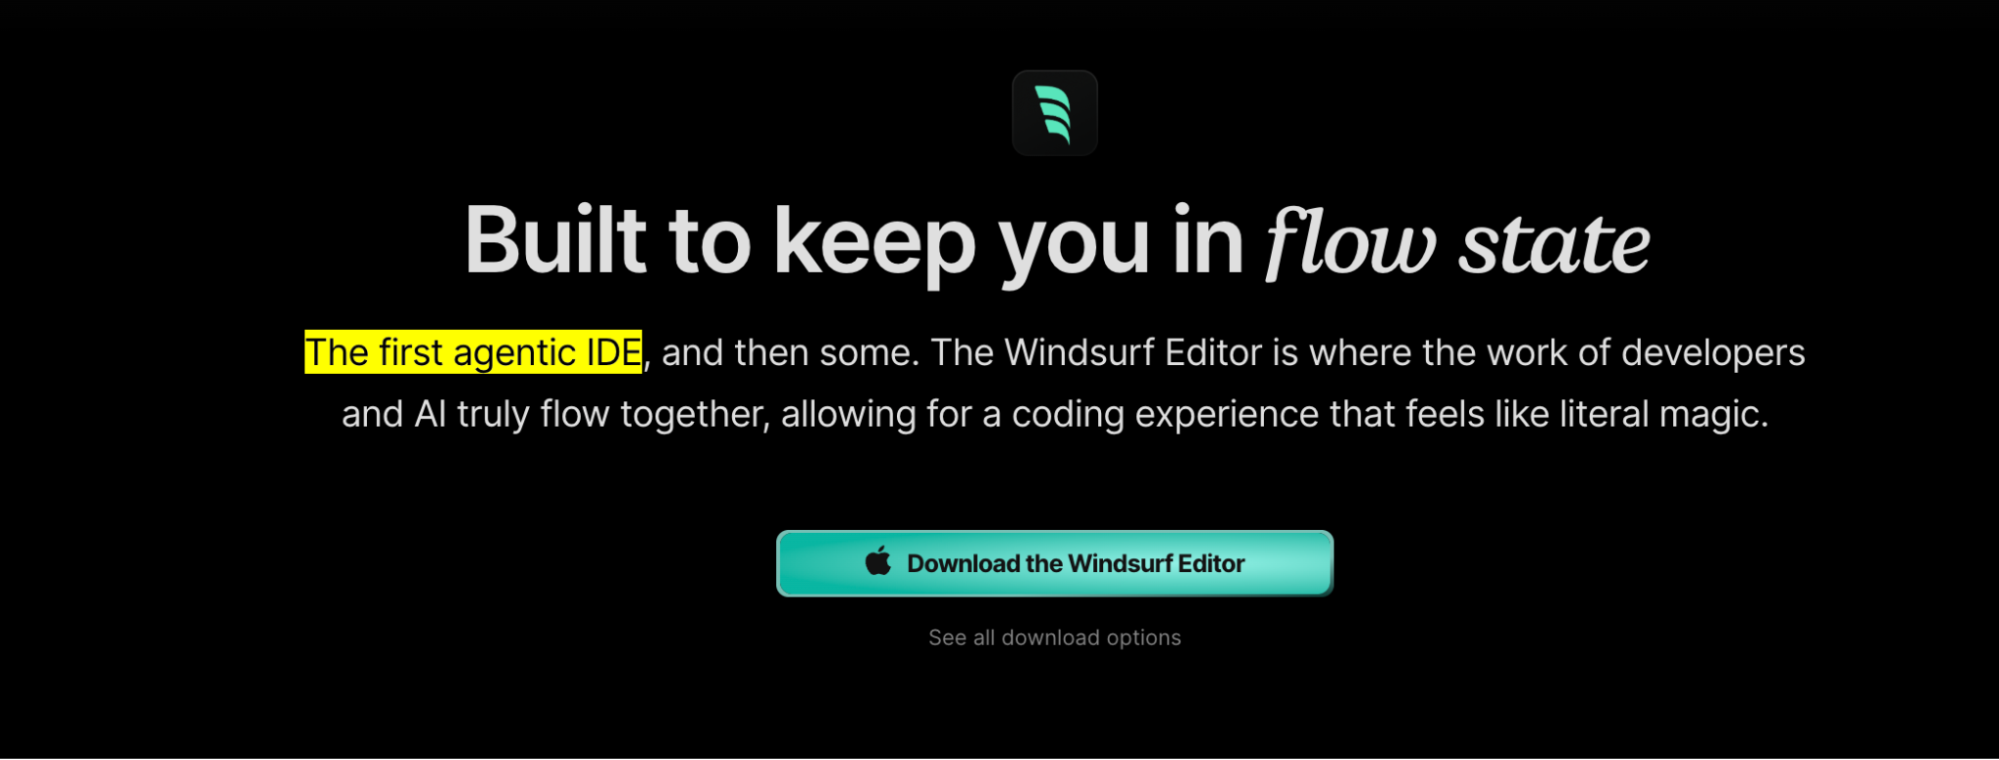 Built to keep you in flow state
The first agentic IDE, and then some. The Windsurf Editor is where the work of developers
and AI truly flow together, allowing for a coding experience that feels like literal magic.
Download the Windsurf Editor
See all download options